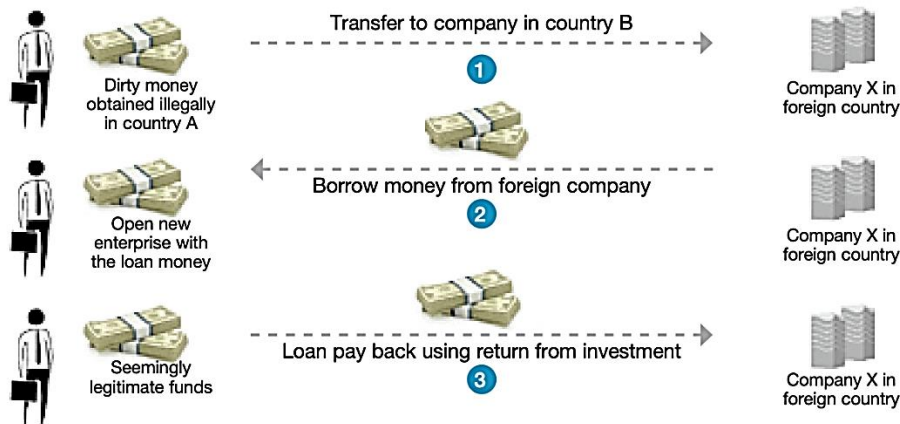 Transfer to company in country B
1
Dirty money
obtained illegally
in country A
Company X in
foreign country
Borrow money from foreign company
2
Open new
enterprise with
the loan money
Company X in
foreign country
Loan pay back using return from investment
3
Seemingly
legitimate funds
Company X in
foreign country